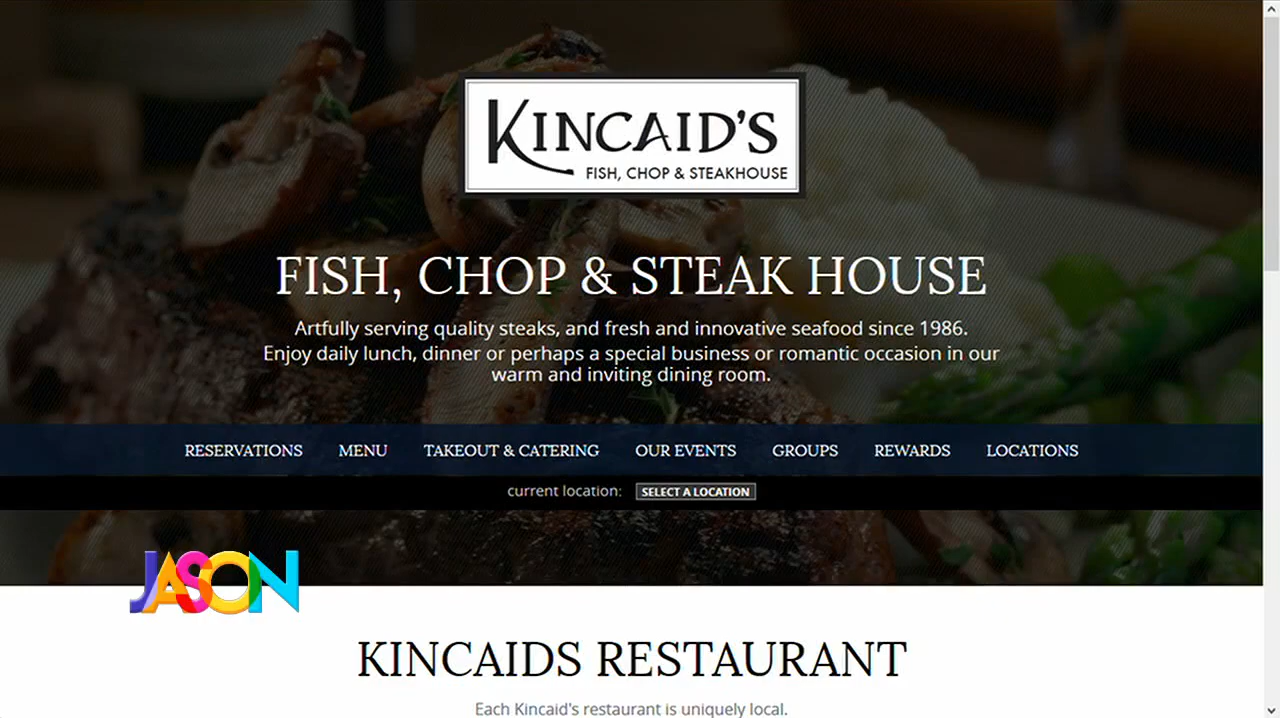 KINCAID'S
FISH, CHOP & STEAKHOUSE
FISH, CHOP & STEAK HOUSE
Artfully serving quality steaks, and fresh and innovative seafood since 1986.
Enjoy daily lunch, dinner or perhaps a special business or romantic occasion in our
warm and inviting dining room.
RESERVATIONS MENU TAKEOUT & CATERING OUR EVENTS GROUPS REWARDS LOCATIONS
current location: SELECT A LOCATION
JASON
KINCAIDS RESTAURANT
Each Kincaid's restaurant is uniquely local.